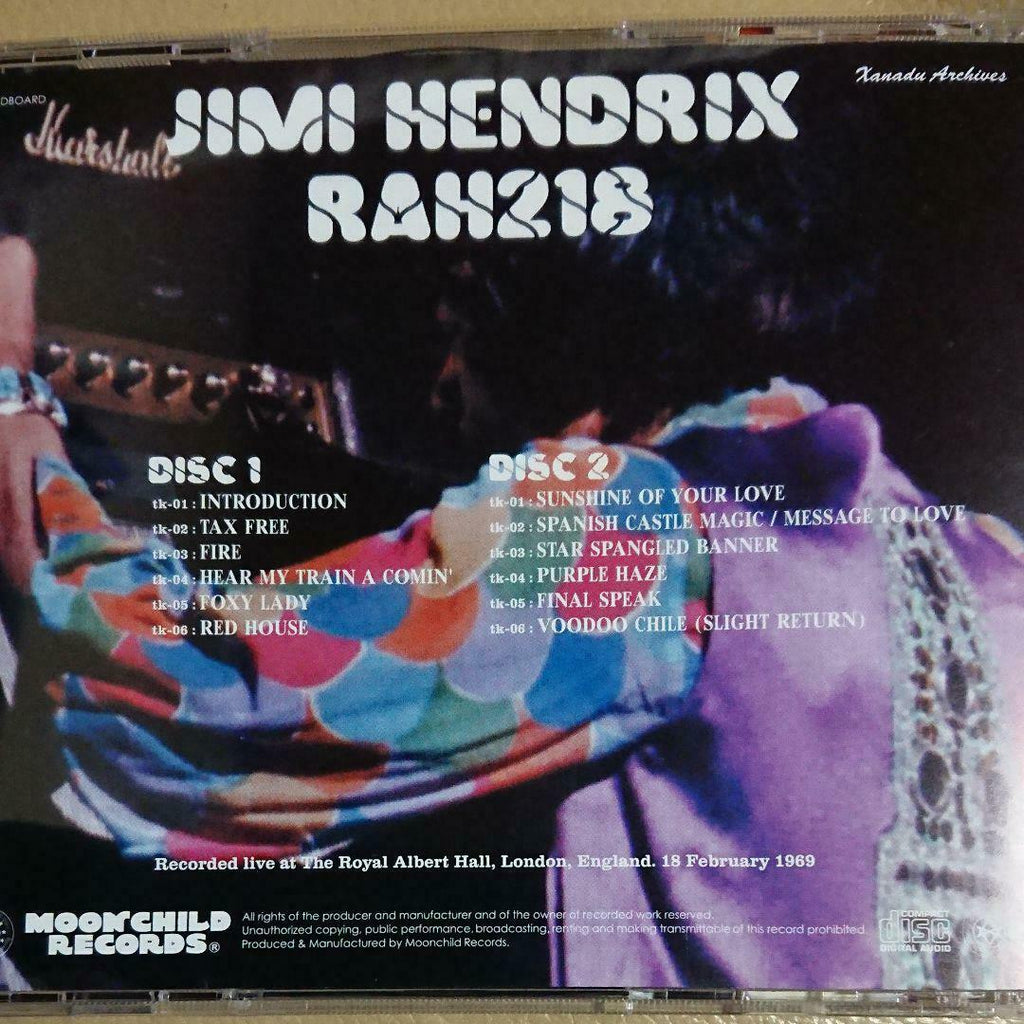 Xanadu Archives
DBOARD
Marshall
JIMI HENDRIX
RAH218
DISC 1
tk-01 : INTRODUCTION
tk-02 : TAX FREE
tk-03 : FIRE
tk-04 : HEAR MY TRAIN A COMIN'
tk-05 : FOXY LADY
tk-06 : RED HOUSE
DISC 2
tk-01 : SUNSHINE OF YOUR LOVE
tk-02 : SPANISH CASTLE MAGIC / MESSAGE TO LOVE
tk-03 : STAR SPANGLED BANNER
tk-04 : PURPLE HAZE
tk-05 : FINAL SPEAK
tk-06 : VOODOO CHILE (SLIGHT RETURN)
Recorded live at The Royal Albert Hall, London, England. 18 February 1969
MOONCHILD
RECORDS®
All rights of the producer and manufacturer and of the owner of recorded work reserved.
Unauthorized copying, public performance, broadcasting, renting and making transmittable of this record prohibited.
Produced & Manufactured by Moonchild Records.
COMPACT
disc
DIGITAL AUDIO